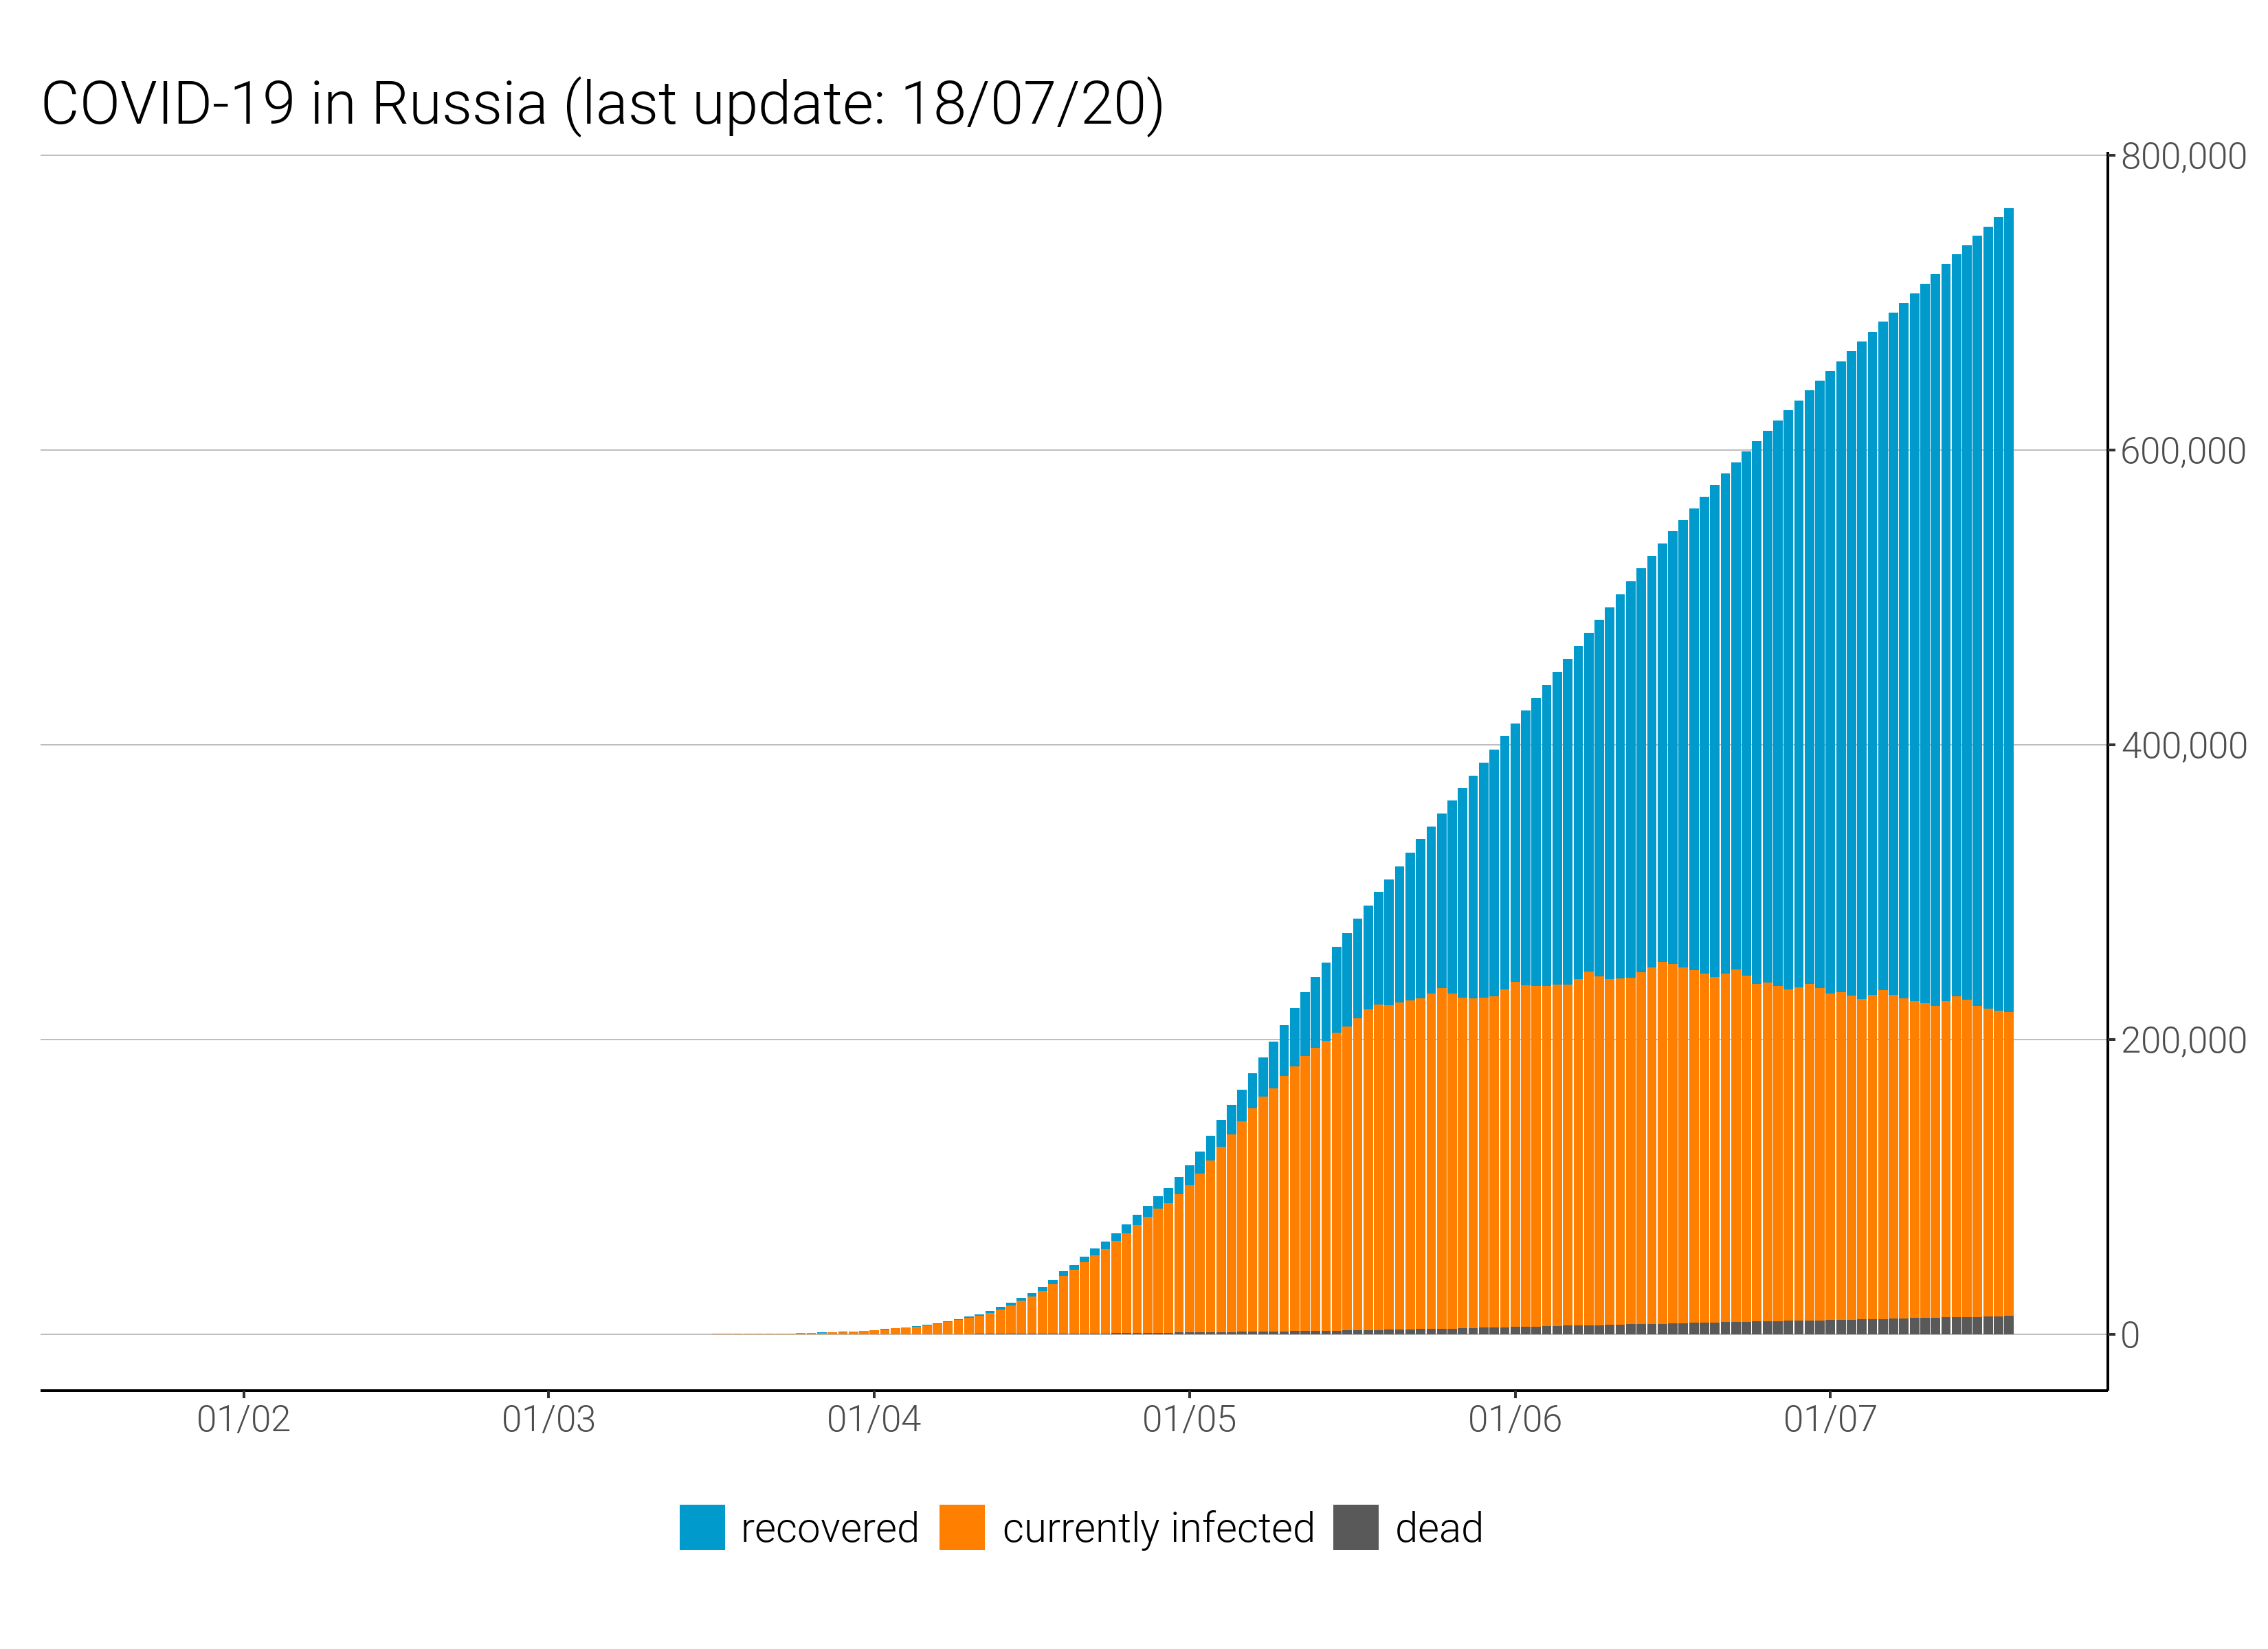 COVID-19 in Russia (last update: 18/07/20)
800,000
600,000
400,000
200,000
0
01/02 01/03 01/04 01/05 01/06 01/07
recovered currently infected dead